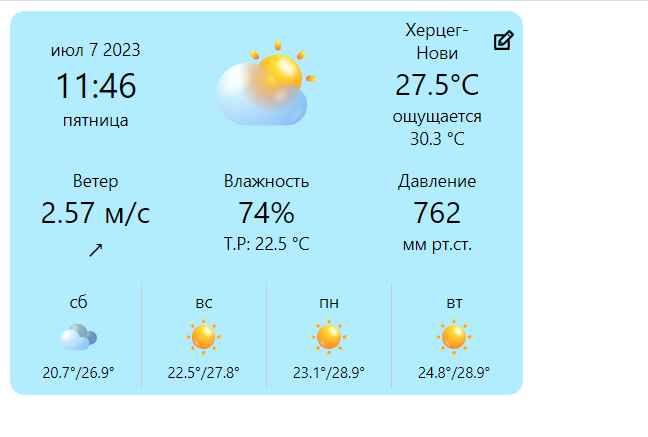 июл 7 2023
11:46
пятница
Херцег-
Нови
27.5°C
ощущается
30.3 °C
Ветер
2.57 м/с
↗
Влажность
74%
Т.Р: 22.5 °C
Давление
762
мм рт.ст.
сб
20.7°/26.9°
вс
22.5°/27.8°
пн
23.1°/28.9°
вт
24.8°/28.9°